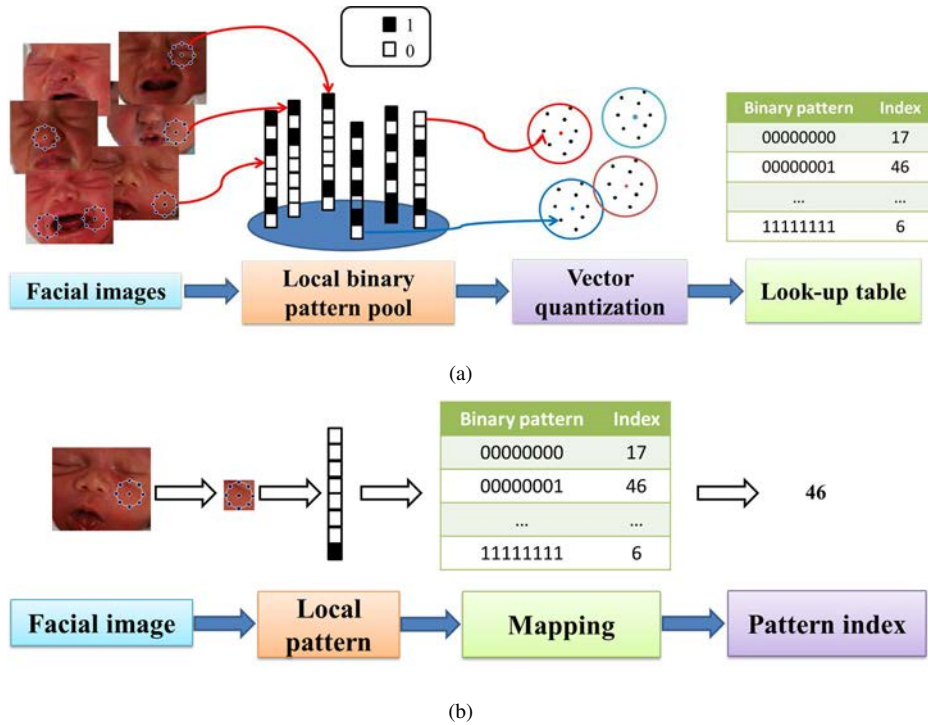 1
0
Binary pattern Index
00000000 17
00000001 46
... ...
11111111 6
Facial images
Local binary
pattern pool
Vector
quantization
Look-up table
(a)
Binary pattern Index
00000000 17
00000001 46
... ...
11111111 6
46
Facial image
Local
pattern
Mapping
Pattern index
(b)